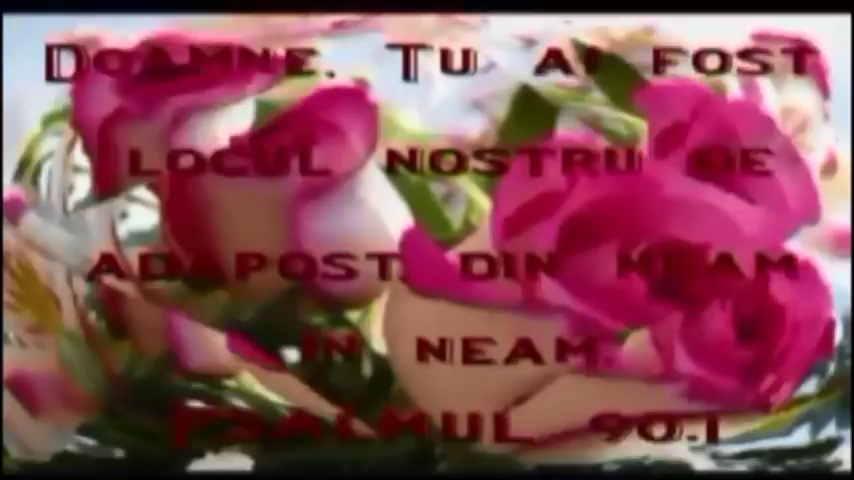 Doamne, Tu ai fost
locul nostru de
adapost, din neam
in neam.
Psalmul 90.1